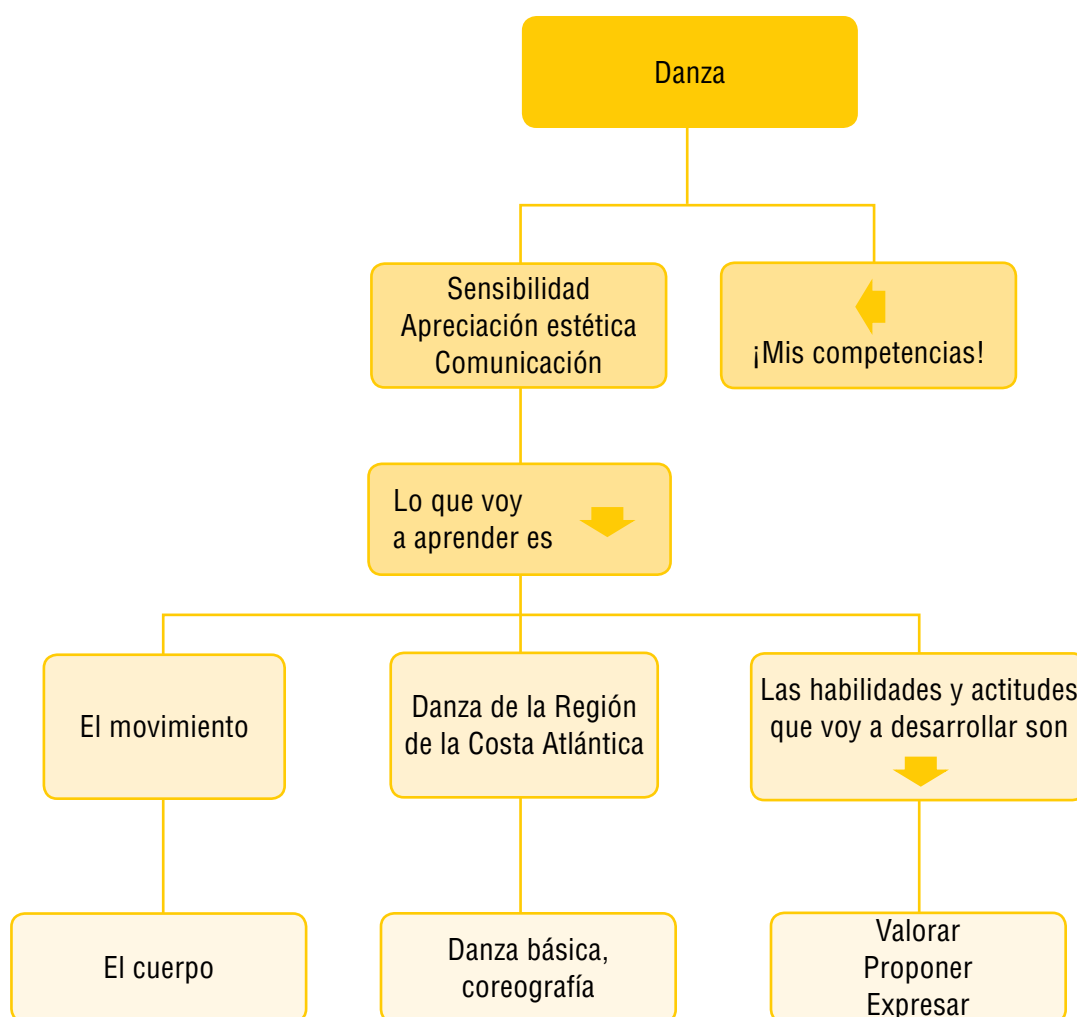 Danza
Sensibilidad
Apreciación estética
Comunicación
¡Mis competencias!
Lo que voy
a aprender es
El movimiento
Danza de la Región
de la Costa Atlántica
Las habilidades y actitudes
que voy a desarrollar son
El cuerpo
Danza básica,
coreografía
Valorar
Proponer
Expresar